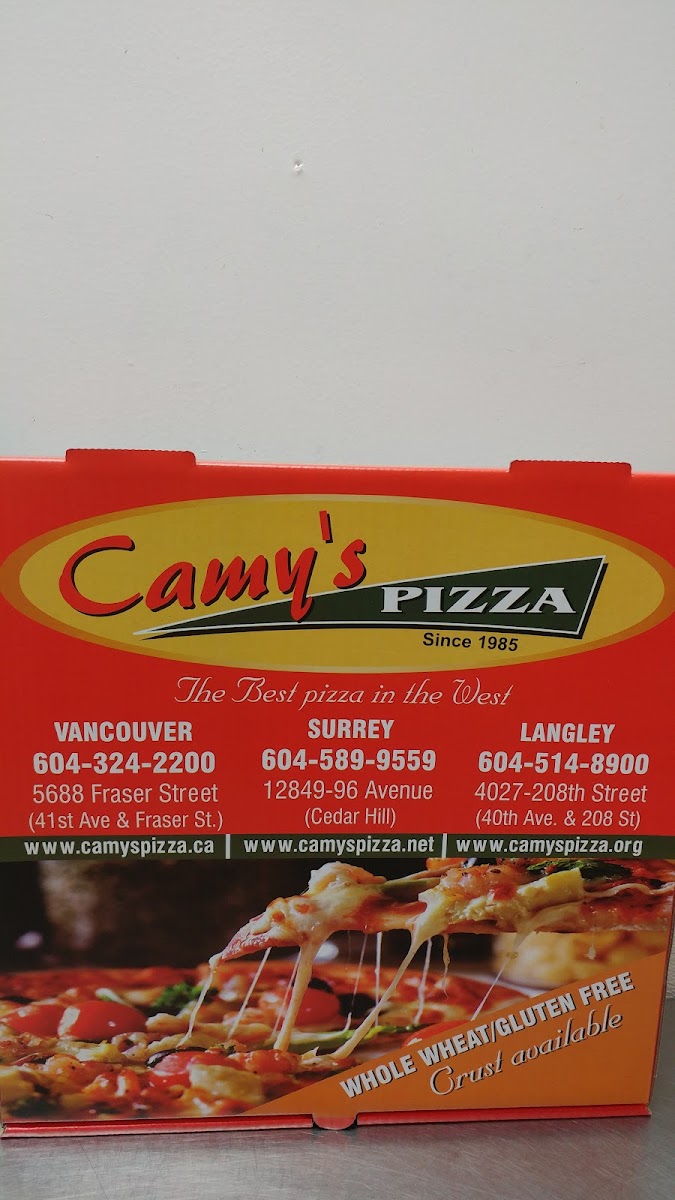 Camy's PIZZA
Since 1985
The Best pizza in the West
VANCOUVER
604-324-2200
5688 Fraser Street
(41st Ave & Fraser St.)
SURREY
604-589-9559
12849-96 Avenue
(Cedar Hill)
LANGLEY
604-514-8900
4027-208th Street
(40th Ave. & 208 St)
www.camyspizza.ca | www.camyspizza.net | www.camyspizza.org
WHOLE WHEAT/GLUTEN FREE
Crust available